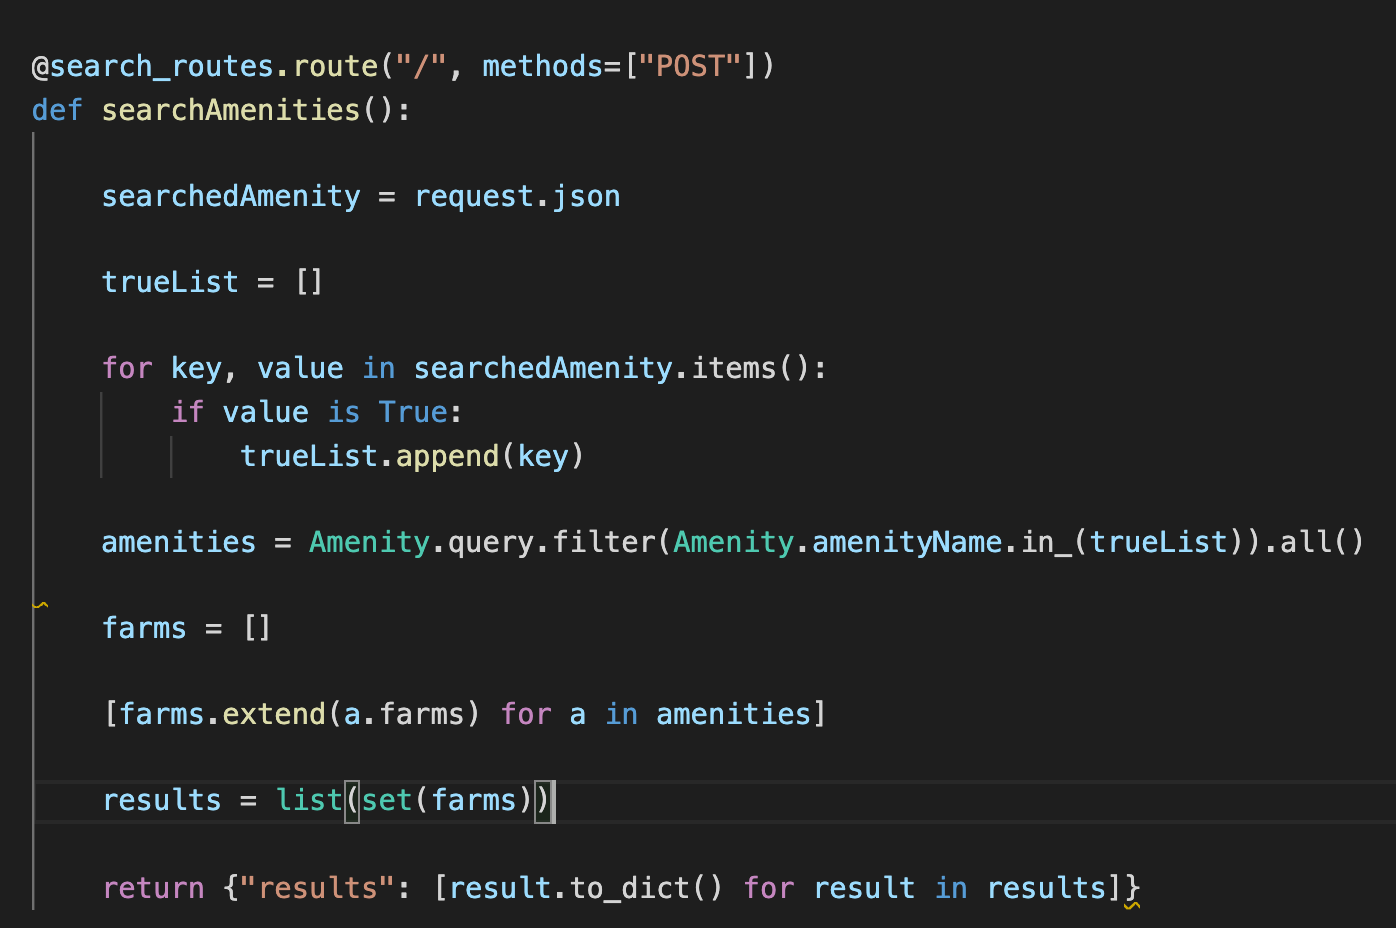 @search_routes.route("/", methods=["POST"])
def searchAmenities():
searchedAmenity = request.json
trueList = []
for key, value in searchedAmenity.items():
if value is True:
trueList.append(key)
amenities = Amenity.query.filter(Amenity.amenityName.in_(trueList)).all()
farms = []
[farms.extend(a.farms) for a in amenities]
results = list(set(farms))
return {"results": [result.to_dict() for result in results]}